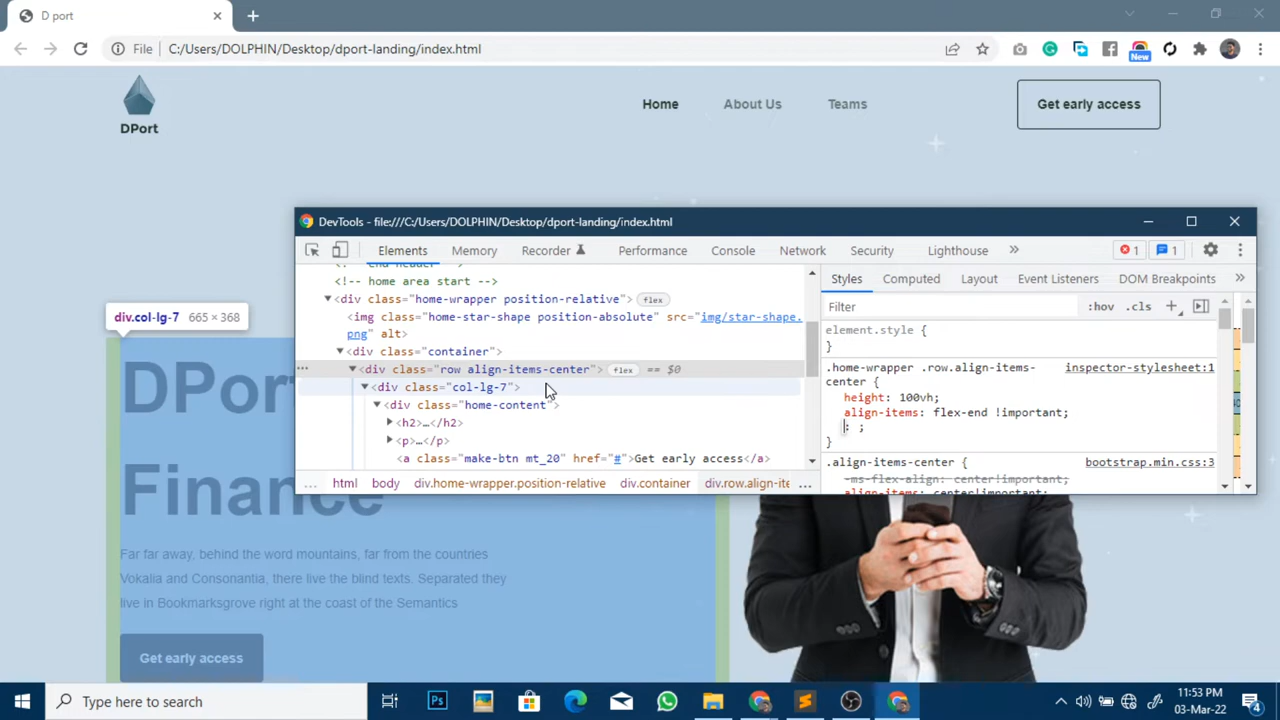 D port
File
C:/Users/DOLPHIN/Desktop/dport-landing/index.html
New
DPort
Home
About Us
Teams
Get early access
DevTools - file:///C:/Users/DOLPHIN/Desktop/dport-landing/index.html
Elements
Memory
Recorder
Performance
Console
Network
Security
Lighthouse
1
1
<!-- home area start -->
<div class="home-wrapper position-relative"> flex
<img class="home-star-shape position-absolute" src="img/star-shape.
png" alt>
<div class="container">
<div class="row align-items-center"> flex == $0
<div class="col-lg-7">
<div class="home-content">
<h2>…</h2>
<p>…</p>
<a class="make-btn mt_20" href="#">Get early access</a>
... html body div.home-wrapper.position-relative div.container div.row.align-ite ...
Styles
Computed
Layout
Event Listeners
DOM Breakpoints
Filter
:hov
.cls
element.style {
}
.home-wrapper .row.align-items-
center {
inspector-stylesheet:1
height: 100vh;
align-items: flex-end !important;
: ;
}
.align-items-center {
bootstrap.min.css:3
-ms-flex-align: center!important;
align-items: center!important;
div.col-lg-7 665 × 368
DPor
Finance
Far far away, behind the word mountains, far from the countries
Vokalia and Consonantia, there live the blind texts. Separated they
live in Bookmarksgrove right at the coast of the Semantics
Get early access
Type here to search
Ps
11:53 PM
03-Mar-22
4